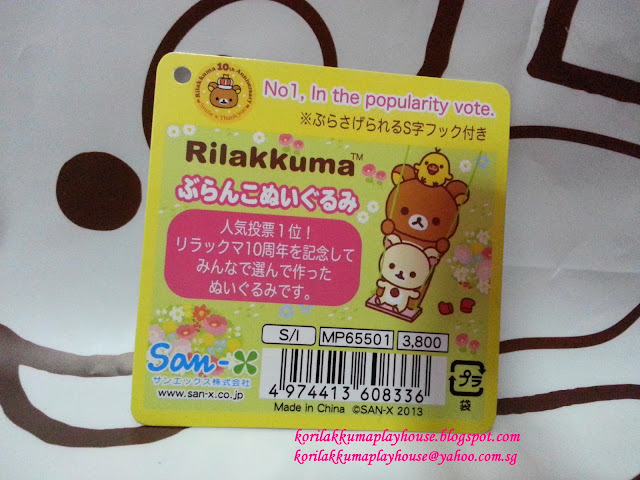 Rilakkuma 10th Anniversary
No1, In the popularity vote.
※ぶらさげられるS字フック付き
Rilakkuma™
ぶらんこぬいぐるみ
人気投票1位！
リラックマ10周年を記念して
みんなで選んで作った
ぬいぐるみです。
S/I MP65501 3,800
San-X
サンエックス株式会社
www.san-x.co.jp
4 974413 608336
プラ
袋
Made in China ©SAN-X 2013
korilakkumaplayhouse.blogspot.com
korilakkumaplayhouse@yahoo.com.sg